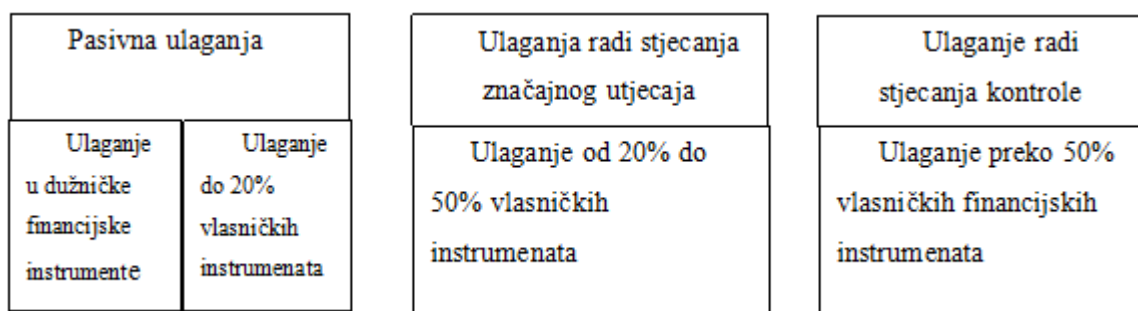 Pasivna ulaganja
Ulaganje
u dužničke
financijske
instrumente
Ulaganje
do 20%
vlasničkih
instrumenata
Ulaganja radi stjecanja
značajnog utjecaja
Ulaganje od 20% do
50% vlasničkih
instrumenata
Ulaganje radi
stjecanja kontrole
Ulaganje preko 50%
vlasničkih financijskih
instrumenata